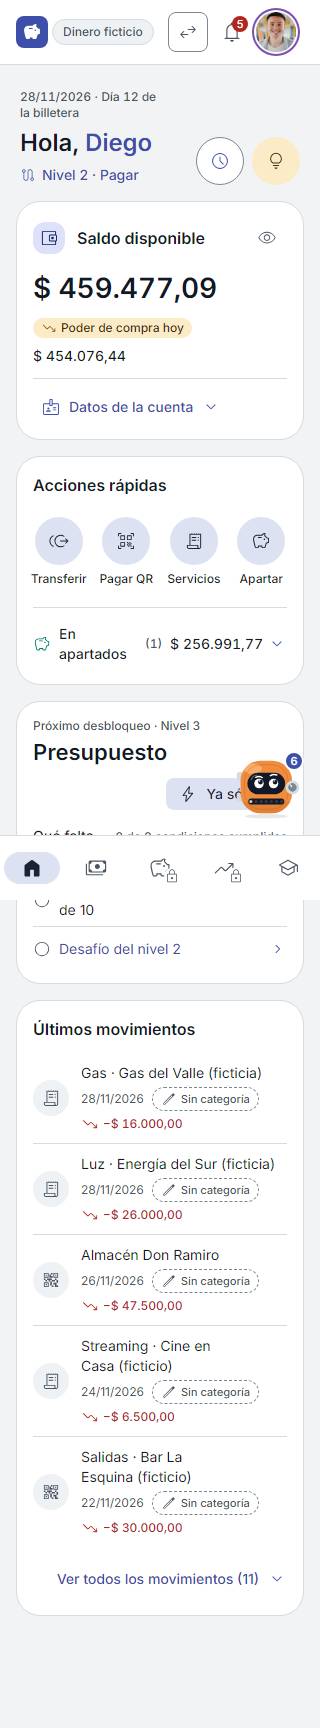 Dinero ficticio
5
28/11/2026 · Día 12 de
la billetera
Hola, Diego
Nivel 2 · Pagar
Saldo disponible
$ 459.477,09
Poder de compra hoy
$ 454.076,44
Datos de la cuenta
Acciones rápidas
Transferir Pagar QR Servicios Apartar
En
apartados
(1) $ 256.991,77
Próximo desbloqueo · Nivel 3
Presupuesto
6
Ya
de 10
Desafío del nivel 2
Últimos movimientos
Gas · Gas del Valle (ficticia)
28/11/2026 Sin categoría
−$ 16.000,00
Luz · Energía del Sur (ficticia)
28/11/2026 Sin categoría
−$ 26.000,00
Almacén Don Ramiro
26/11/2026 Sin categoría
−$ 47.500,00
Streaming · Cine en
Casa (ficticio)
24/11/2026 Sin categoría
−$ 6.500,00
Salidas · Bar La
Esquina (ficticio)
22/11/2026 Sin categoría
−$ 30.000,00
Ver todos los movimientos (11)